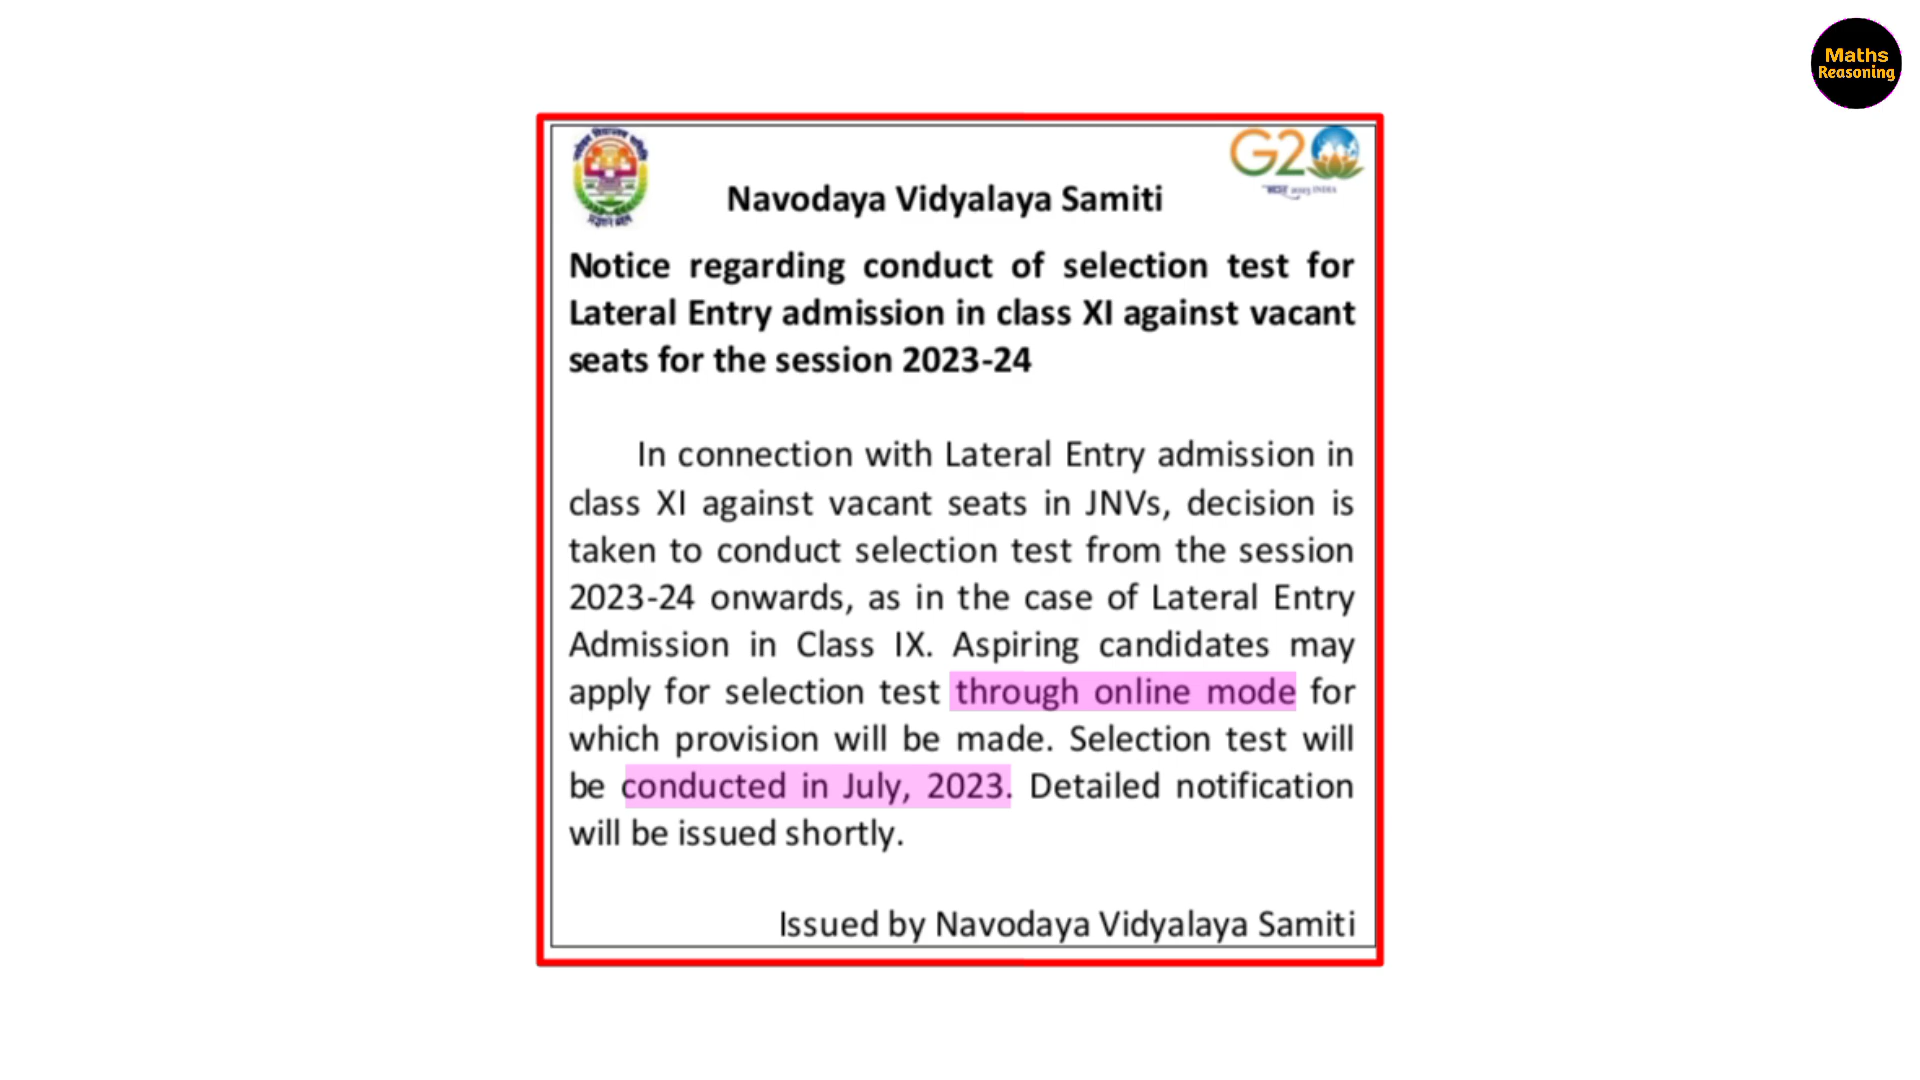 Maths
Reasoning
G20
Navodaya Vidyalaya Samiti
Notice regarding conduct of selection test for
Lateral Entry admission in class XI against vacant
seats for the session 2023-24
In connection with Lateral Entry admission in
class XI against vacant seats in JNVs, decision is
taken to conduct selection test from the session
2023-24 onwards, as in the case of Lateral Entry
Admission in Class IX. Aspiring candidates may
apply for selection test through online mode for
which provision will be made. Selection test will
be conducted in July, 2023. Detailed notification
will be issued shortly.
Issued by Navodaya Vidyalaya Samiti